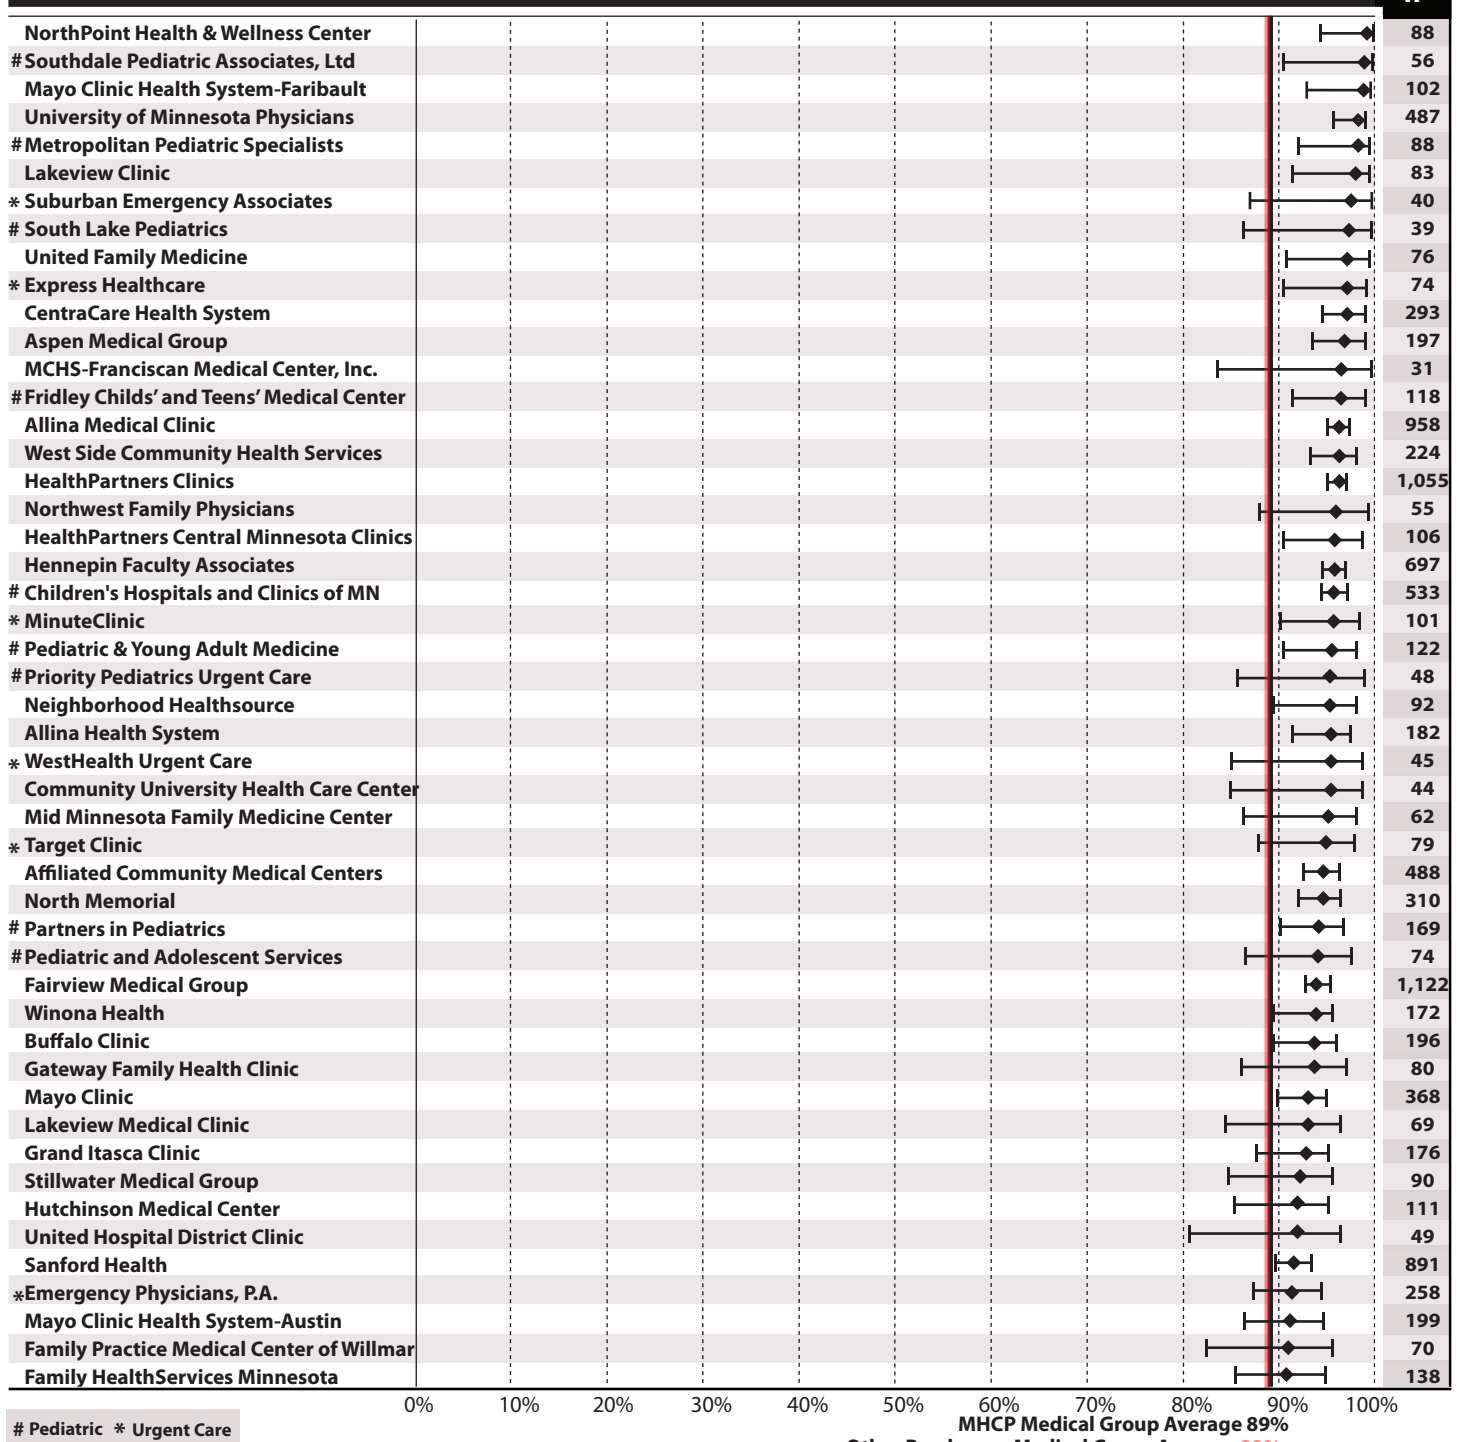 NorthPoint Health & Wellness Center 88
# Southdale Pediatric Associates, Ltd 56
Mayo Clinic Health System-Faribault 102
University of Minnesota Physicians 487
# Metropolitan Pediatric Specialists 88
Lakeview Clinic 83
* Suburban Emergency Associates 40
# South Lake Pediatrics 39
United Family Medicine 76
* Express Healthcare 74
CentraCare Health System 293
Aspen Medical Group 197
MCHS-Franciscan Medical Center, Inc. 31
# Fridley Childs’ and Teens’ Medical Center 118
Allina Medical Clinic 958
West Side Community Health Services 224
HealthPartners Clinics 1,055
Northwest Family Physicians 55
HealthPartners Central Minnesota Clinics 106
Hennepin Faculty Associates 697
# Children's Hospitals and Clinics of MN 533
* MinuteClinic 101
# Pediatric & Young Adult Medicine 122
# Priority Pediatrics Urgent Care 48
Neighborhood Healthsource 92
Allina Health System 182
* WestHealth Urgent Care 45
Community University Health Care Center 44
Mid Minnesota Family Medicine Center 62
* Target Clinic 79
Affiliated Community Medical Centers 488
North Memorial 310
# Partners in Pediatrics 169
# Pediatric and Adolescent Services 74
Fairview Medical Group 1,122
Winona Health 172
Buffalo Clinic 196
Gateway Family Health Clinic 80
Mayo Clinic 368
Lakeview Medical Clinic 69
Grand Itasca Clinic 176
Stillwater Medical Group 90
Hutchinson Medical Center 111
United Hospital District Clinic 49
Sanford Health 891
* Emergency Physicians, P.A. 258
Mayo Clinic Health System-Austin 199
Family Practice Medical Center of Willmar 70
Family HealthServices Minnesota 138
0% 10% 20% 30% 40% 50% 60% 70% 80% 90% 100%
MHCP Medical Group Average 89%
# Pediatric * Urgent Care